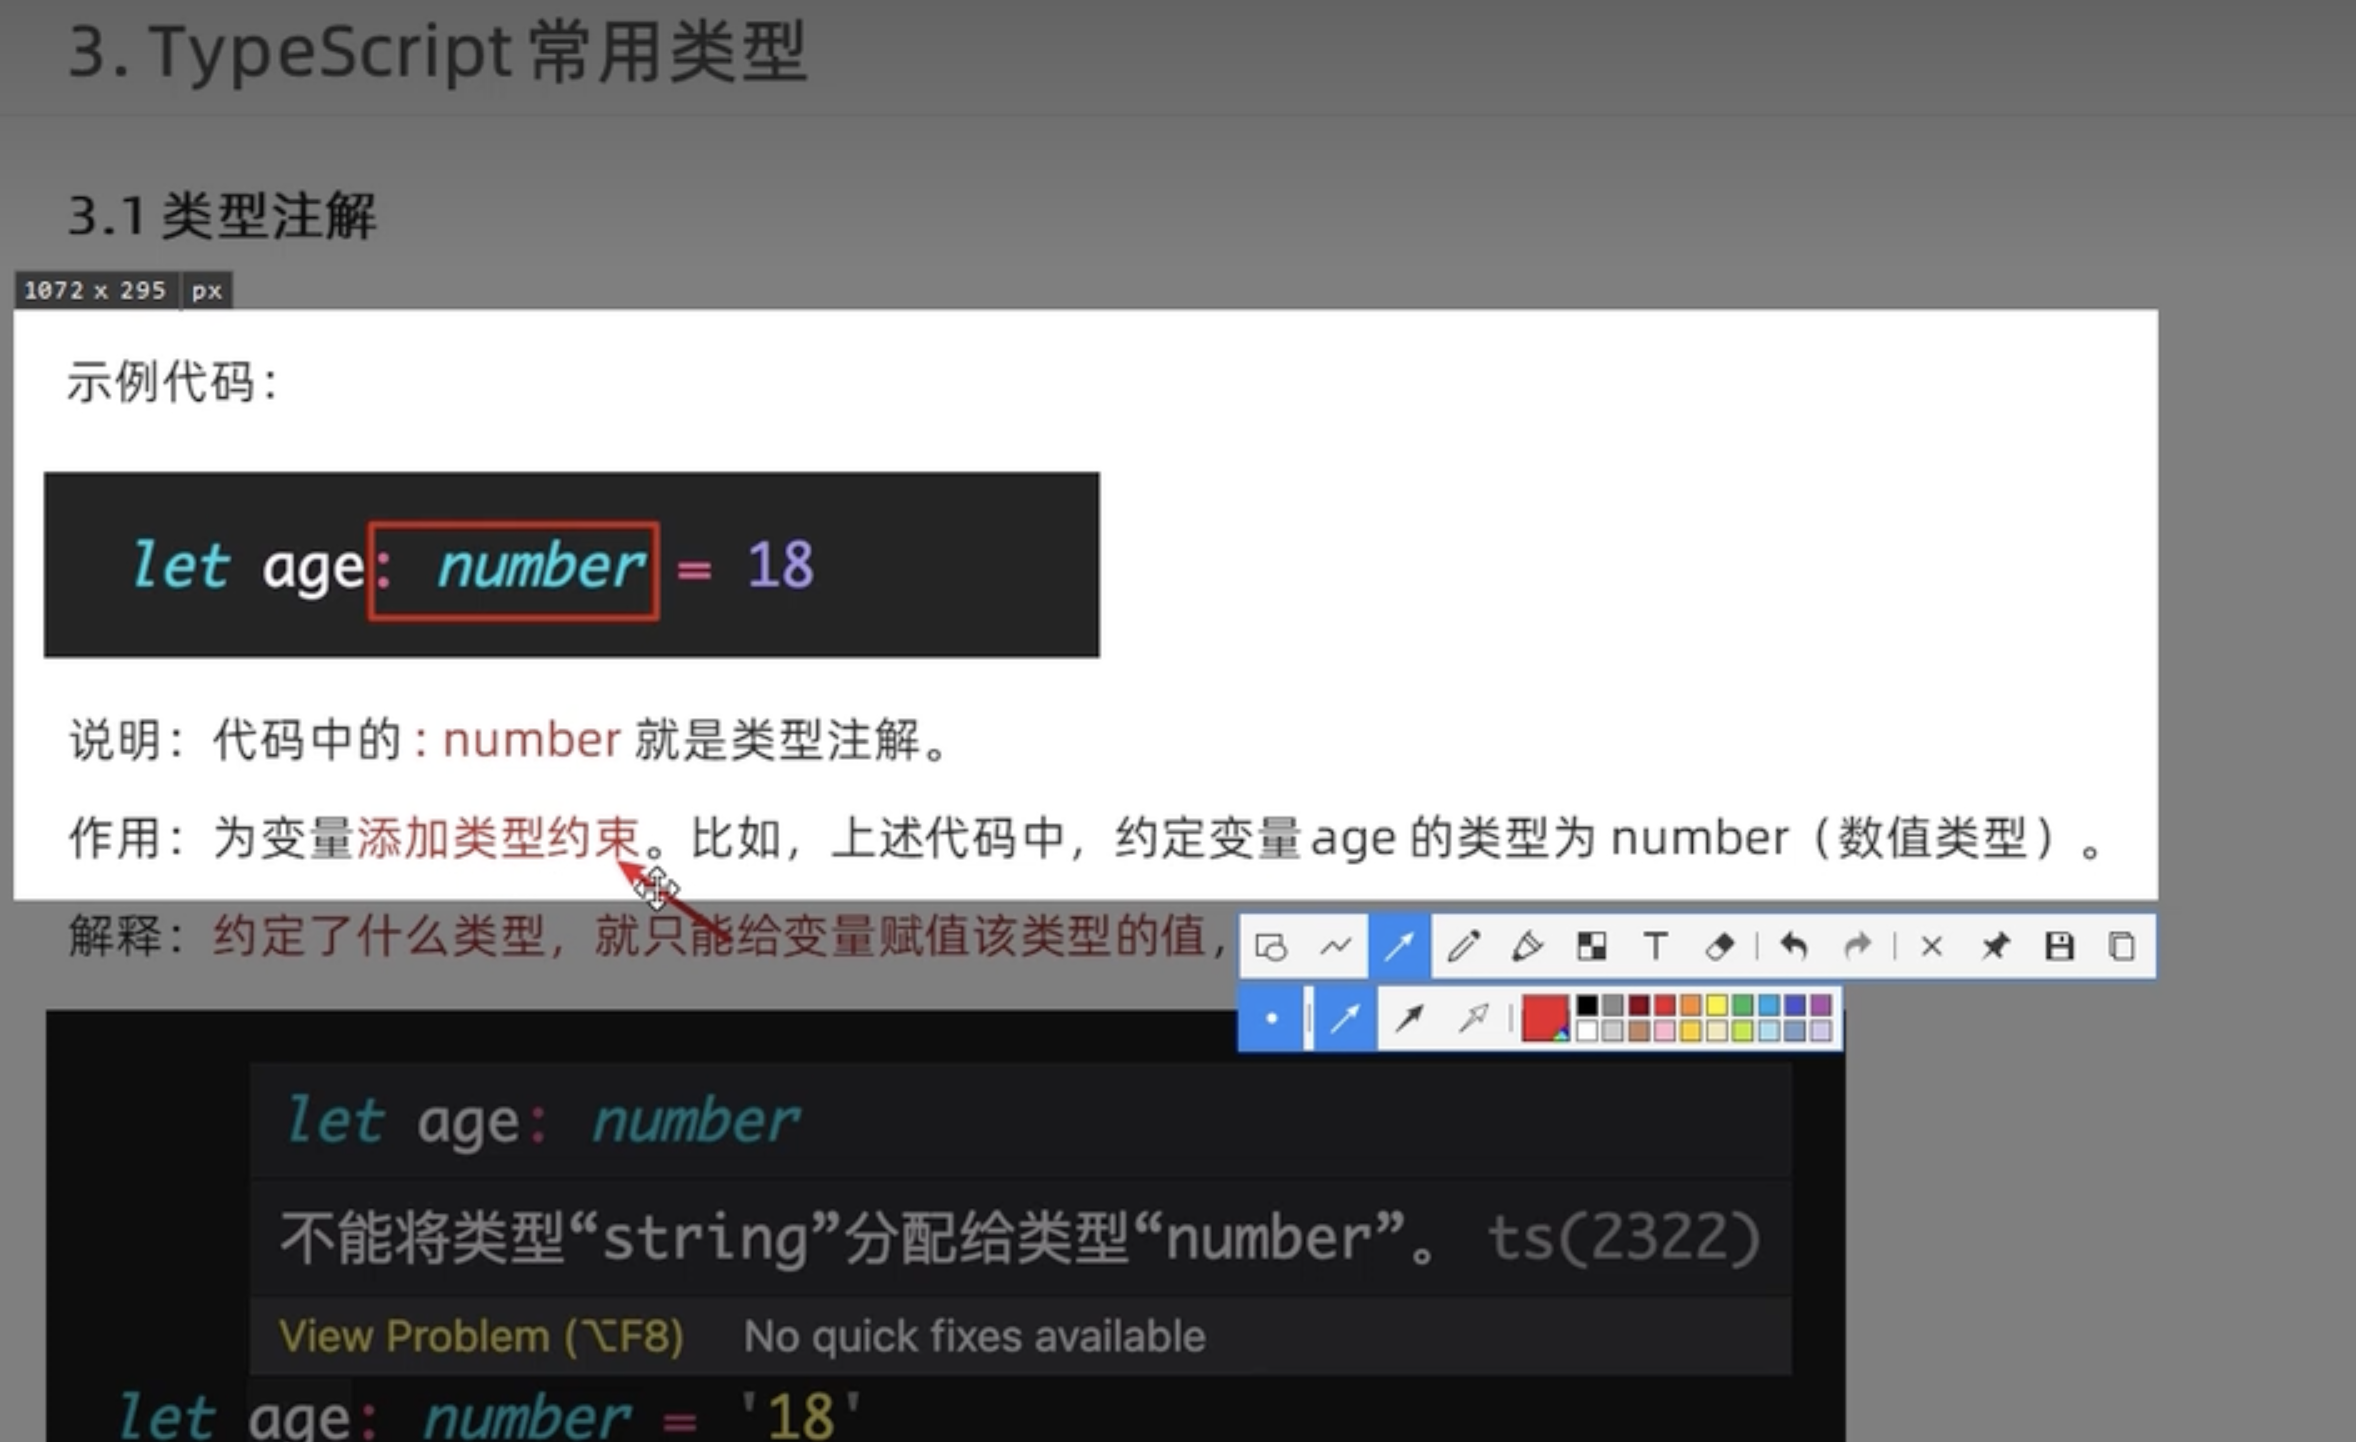 3. TypeScript 常用类型
3.1 类型注解
1072 x 295 px
示例代码：
let age: number = 18
说明：代码中的 : number 就是类型注解。
作用：为变量添加类型约束。比如，上述代码中，约定变量 age 的类型为 number（数值类型）。
解释：约定了什么类型，就只能给变量赋值该类型的值，
let age: number
不能将类型“string”分配给类型“number”。 ts(2322)
View Problem (⌥F8) No quick fixes available
let age: number = '18'